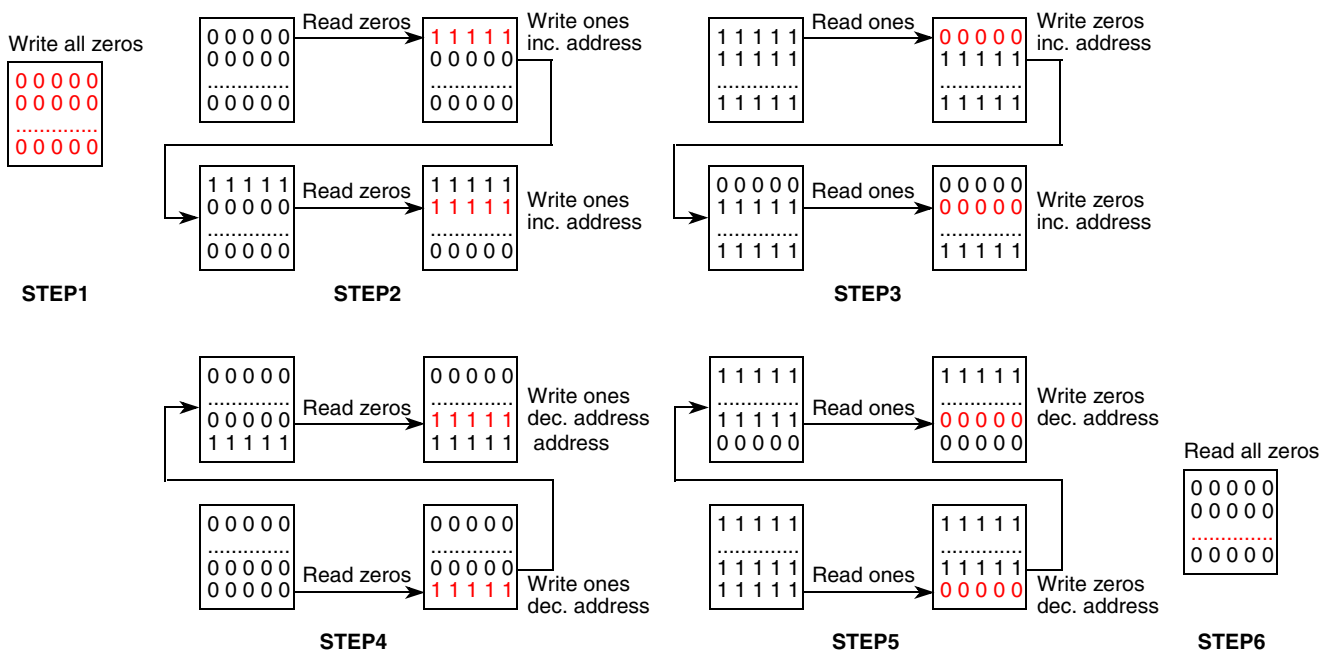 Write all zeros
0 0 0 0 0
0 0 0 0 0
..............
0 0 0 0 0
STEP1
0 0 0 0 0
0 0 0 0 0
..............
0 0 0 0 0
Read zeros
1 1 1 1 1
0 0 0 0 0
..............
0 0 0 0 0
Write ones
inc. address
1 1 1 1 1
0 0 0 0 0
..............
0 0 0 0 0
Read zeros
1 1 1 1 1
1 1 1 1 1
..............
0 0 0 0 0
Write ones
inc. address
STEP2
1 1 1 1 1
1 1 1 1 1
..............
1 1 1 1 1
Read ones
0 0 0 0 0
1 1 1 1 1
..............
1 1 1 1 1
Write zeros
inc. address
0 0 0 0 0
1 1 1 1 1
..............
1 1 1 1 1
Read ones
0 0 0 0 0
0 0 0 0 0
..............
1 1 1 1 1
Write zeros
inc. address
STEP3
0 0 0 0 0
..............
0 0 0 0 0
1 1 1 1 1
Read zeros
0 0 0 0 0
..............
1 1 1 1 1
1 1 1 1 1
Write ones
dec. address
address
0 0 0 0 0
..............
0 0 0 0 0
0 0 0 0 0
Read zeros
0 0 0 0 0
..............
0 0 0 0 0
1 1 1 1 1
Write ones
dec. address
STEP4
1 1 1 1 1
..............
1 1 1 1 1
0 0 0 0 0
Read ones
1 1 1 1 1
..............
0 0 0 0 0
0 0 0 0 0
Write zeros
dec. address
1 1 1 1 1
..............
1 1 1 1 1
1 1 1 1 1
Read ones
1 1 1 1 1
..............
1 1 1 1 1
0 0 0 0 0
Write zeros
dec. address
STEP5
Read all zeros
0 0 0 0 0
0 0 0 0 0
..............
0 0 0 0 0
STEP6